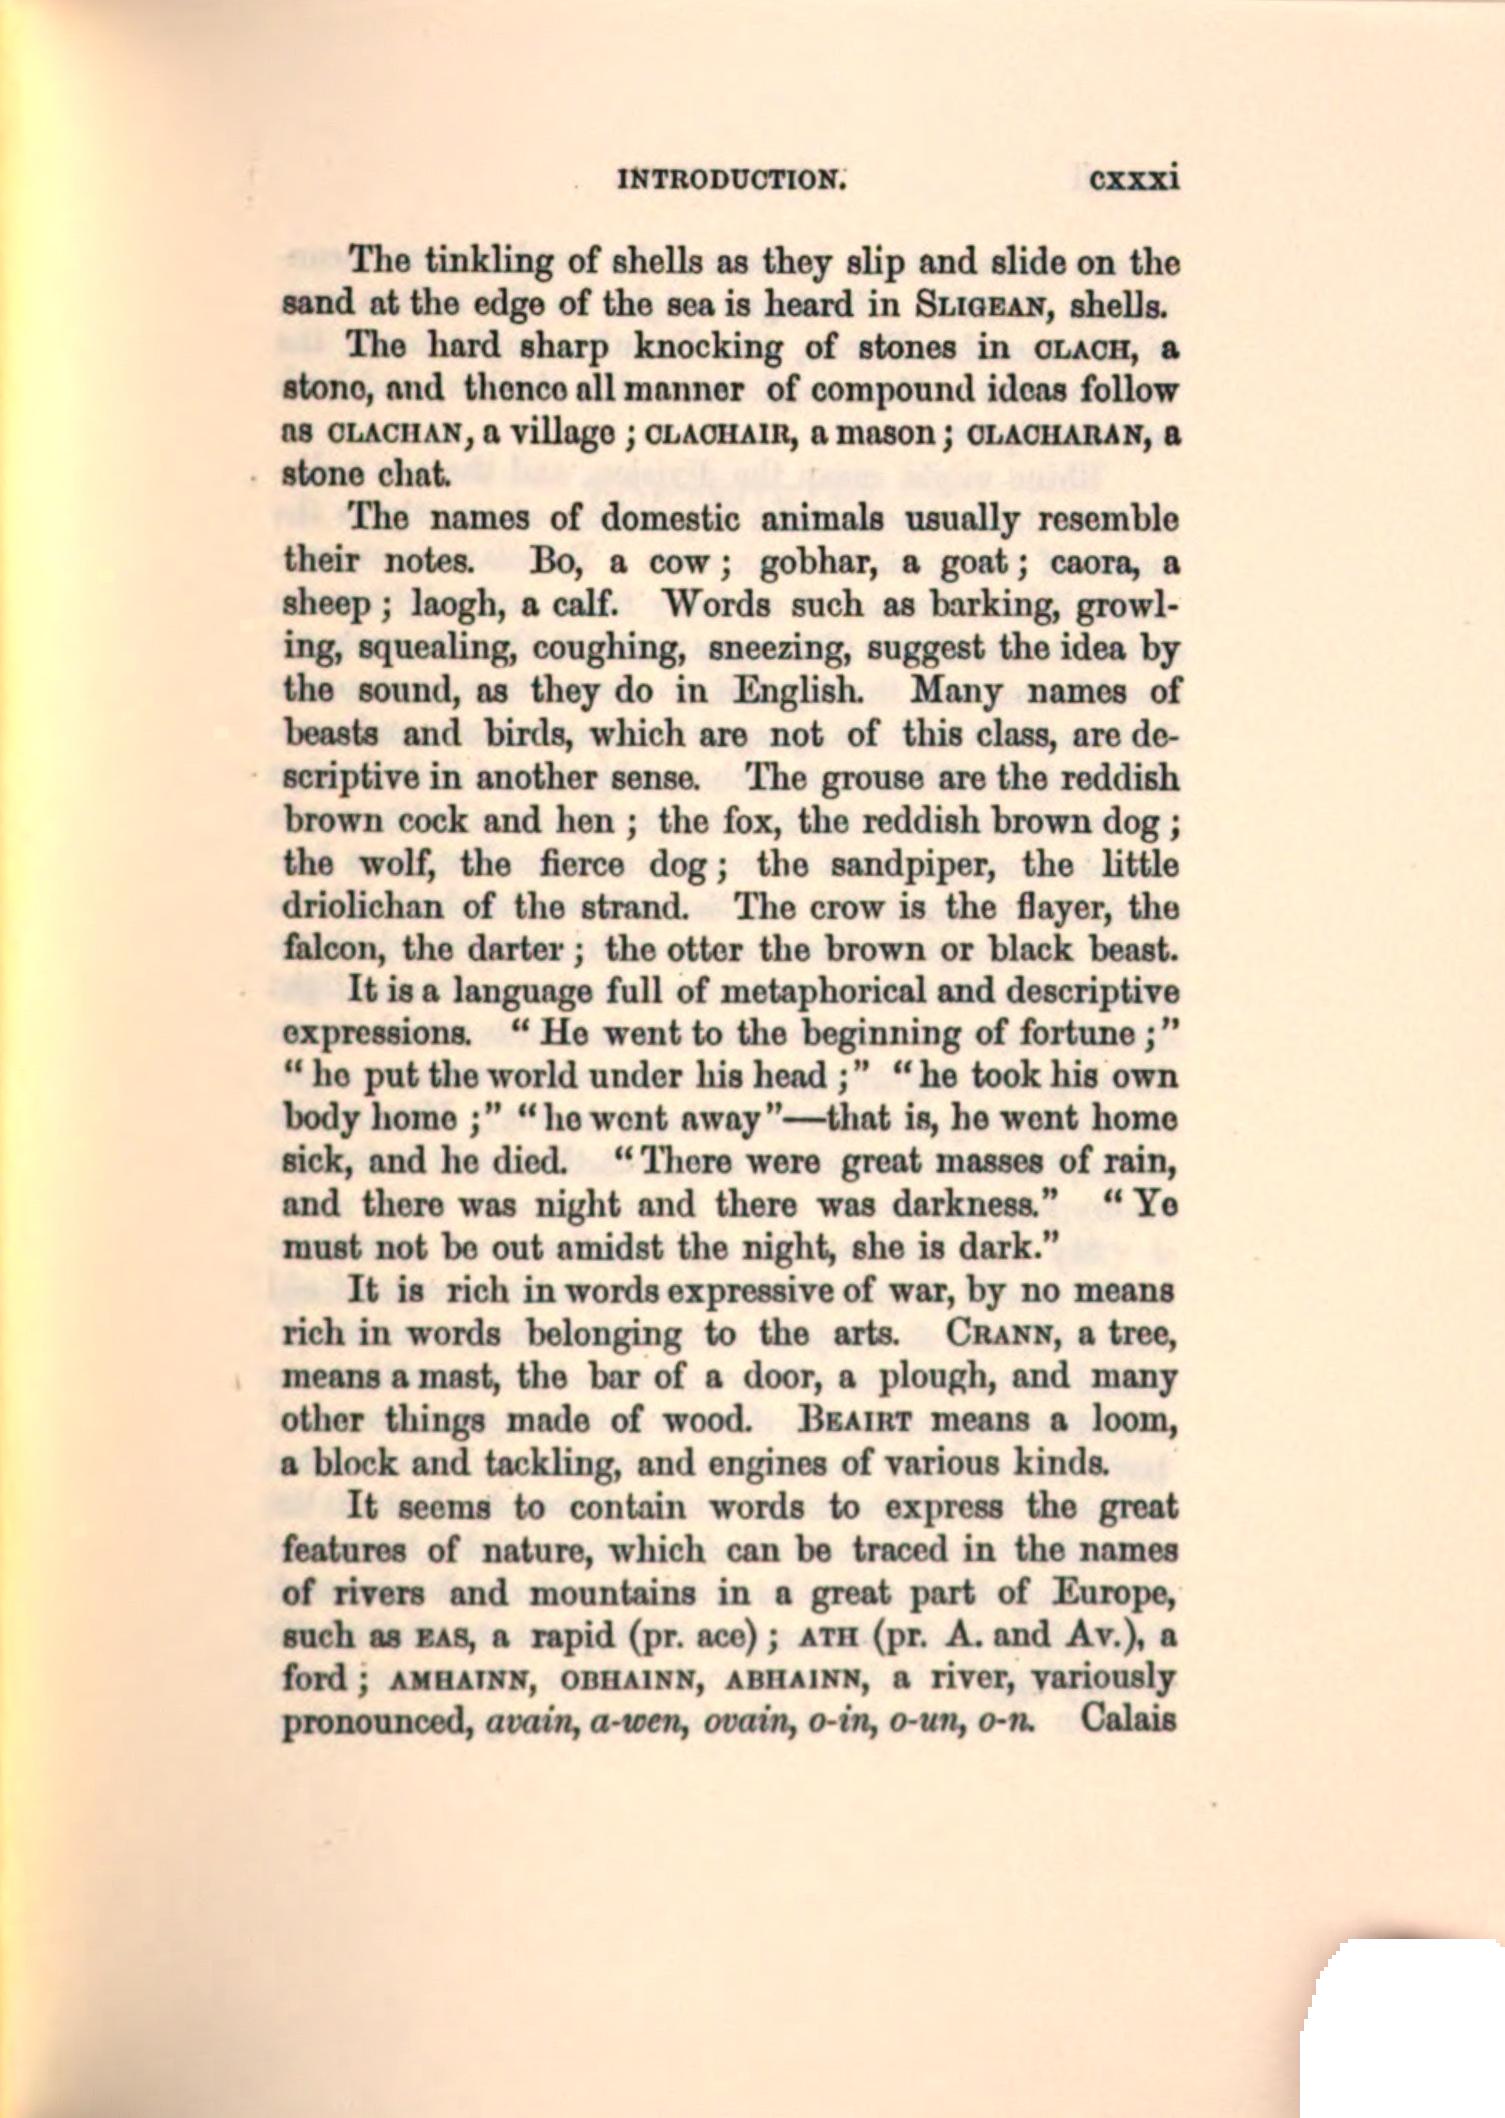 INTRODUCTION. cxxxi
The tinkling of shells as they slip and slide on the
sand at the edge of the sea is heard in SLIGEAN, shells.
The hard sharp knocking of stones in CLACH, a
stone, and thence all manner of compound ideas follow
as CLACHAN, a village ; CLACHAIR, a mason ; CLACHARAN, a
stone chat.
The names of domestic animals usually resemble
their notes. Bo, a cow ; gobhar, a goat ; caora, a
sheep ; laogh, a calf. Words such as barking, growl-
ing, squealing, coughing, sneezing, suggest the idea by
the sound, as they do in English. Many names of
beasts and birds, which are not of this class, are de-
scriptive in another sense. The grouse are the reddish
brown cock and hen ; the fox, the reddish brown dog ;
the wolf, the fierce dog ; the sandpiper, the little
driolichan of the strand. The crow is the flayer, the
falcon, the darter ; the otter the brown or black beast.
It is a language full of metaphorical and descriptive
expressions. “ He went to the beginning of fortune ;”
“ he put the world under his head ;” “ he took his own
body home ;” “ he went away”—that is, he went home
sick, and he died. “ There were great masses of rain,
and there was night and there was darkness.” “ Ye
must not be out amidst the night, she is dark.”
It is rich in words expressive of war, by no means
rich in words belonging to the arts. CRANN, a tree,
means a mast, the bar of a door, a plough, and many
other things made of wood. BEAIRT means a loom,
a block and tackling, and engines of various kinds.
It seems to contain words to express the great
features of nature, which can be traced in the names
of rivers and mountains in a great part of Europe,
such as EAS, a rapid (pr. ace) ; ATH (pr. A. and Av.), a
ford ; AMHAINN, OBHAINN, ABHAINN, a river, variously
pronounced, avain, a-wen, ovain, o-in, o-un, o-n. Calais